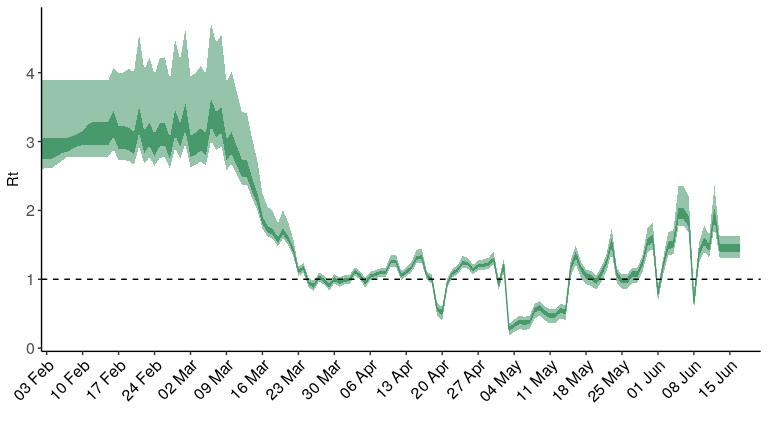 Rt
4
3
2
1
0
03 Feb
10 Feb
17 Feb
24 Feb
02 Mar
09 Mar
16 Mar
23 Mar
30 Mar
06 Apr
13 Apr
20 Apr
27 Apr
04 May
11 May
18 May
25 May
01 Jun
08 Jun
15 Jun